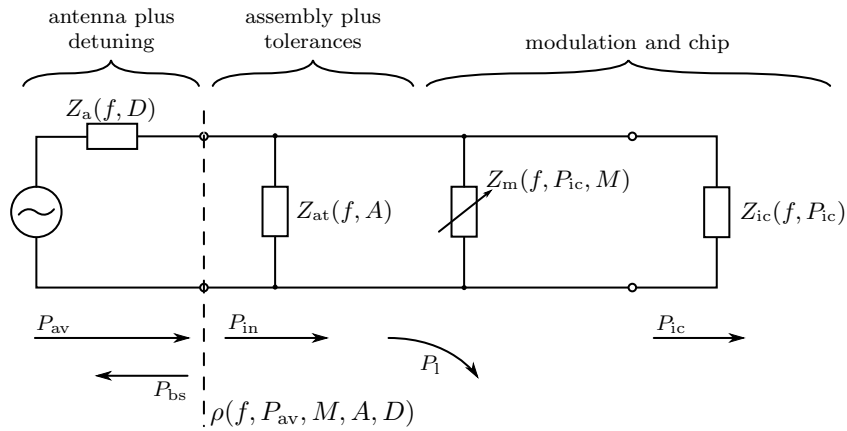 antenna plus
detuning
assembly plus
tolerances
modulation and chip
Z_a(f, D)
Z_at(f, A)
Z_m(f, P_ic, M)
Z_ic(f, P_ic)
P_av
P_in
P_l
P_ic
P_bs
ρ(f, P_av, M, A, D)